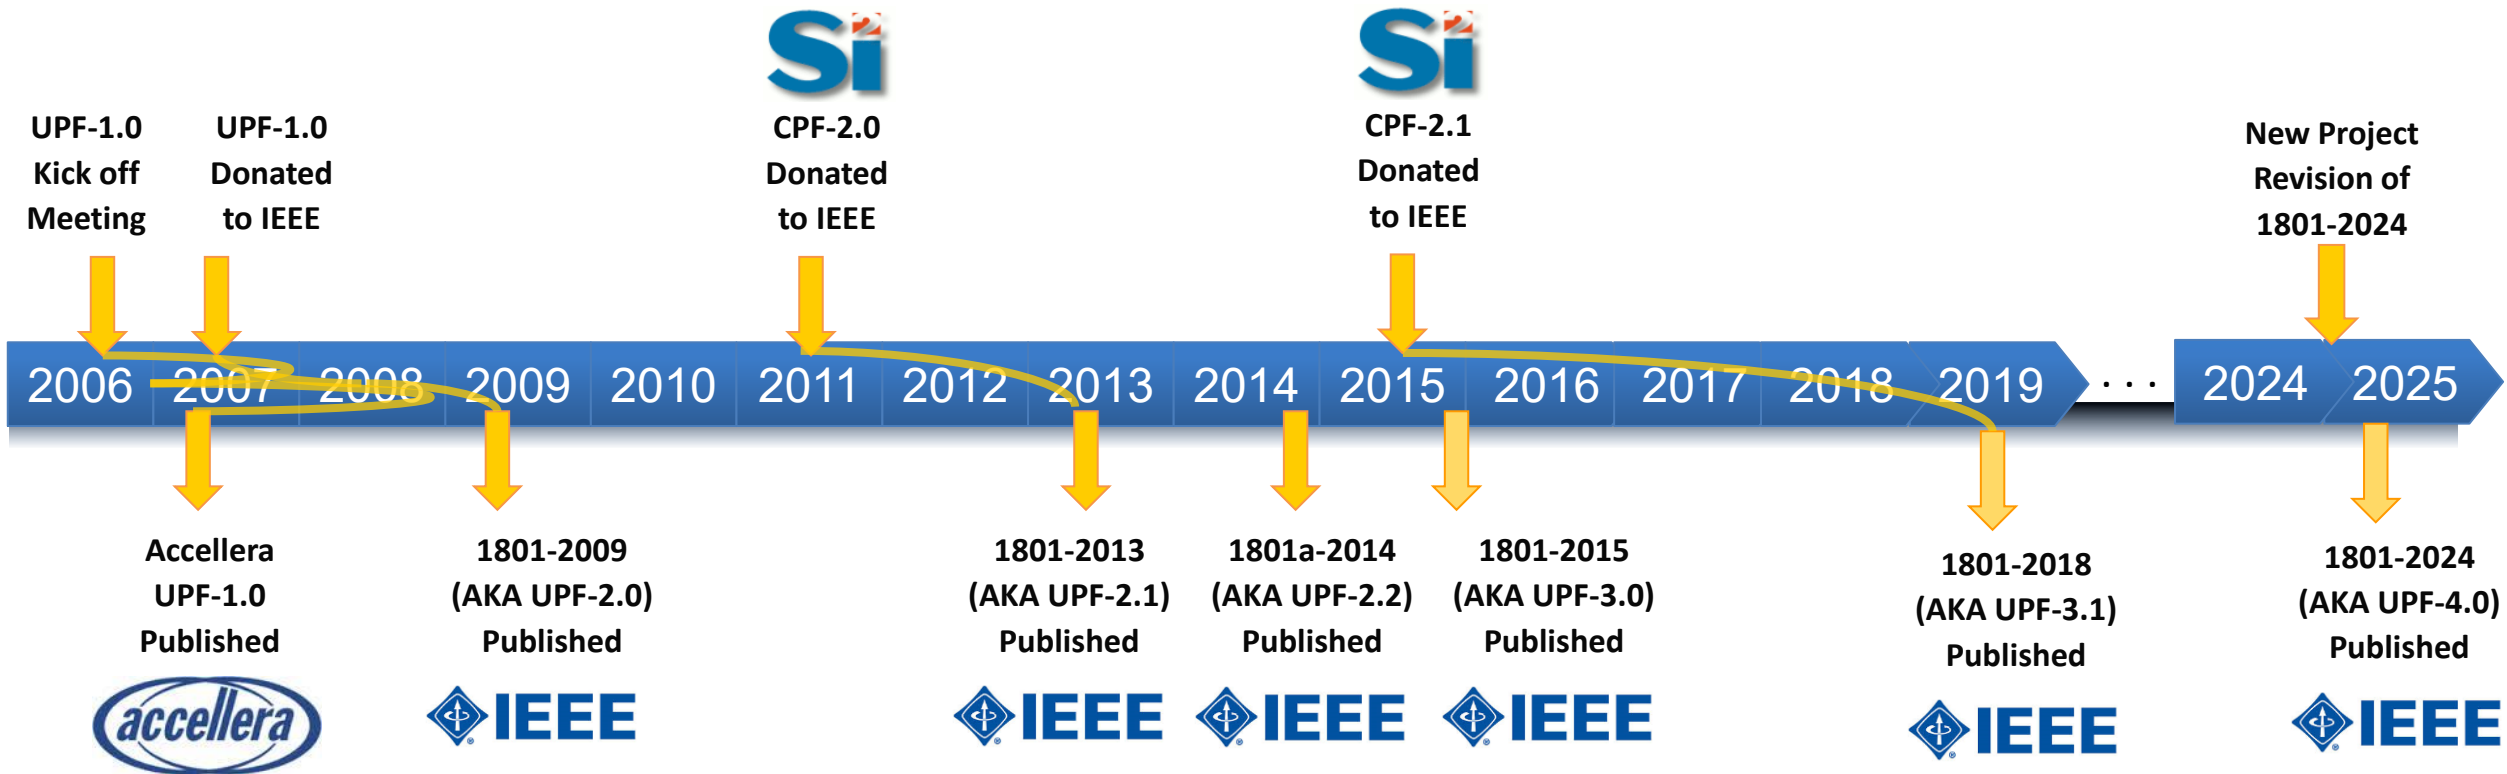 Si2
Si2
UPF-1.0
Kick off
Meeting
UPF-1.0
Donated
to IEEE
CPF-2.0
Donated
to IEEE
CPF-2.1
Donated
to IEEE
New Project
Revision of
1801-2024
2006 2007 2008 2009 2010 2011 2012 2013 2014 2015 2016 2017 2018 2019 . . . 2024 2025
Accellera
UPF-1.0
Published
accellera
1801-2009
(AKA UPF-2.0)
Published
IEEE
1801-2013
(AKA UPF-2.1)
Published
IEEE
1801a-2014
(AKA UPF-2.2)
Published
IEEE
1801-2015
(AKA UPF-3.0)
Published
IEEE
1801-2018
(AKA UPF-3.1)
Published
IEEE
1801-2024
(AKA UPF-4.0)
Published
IEEE